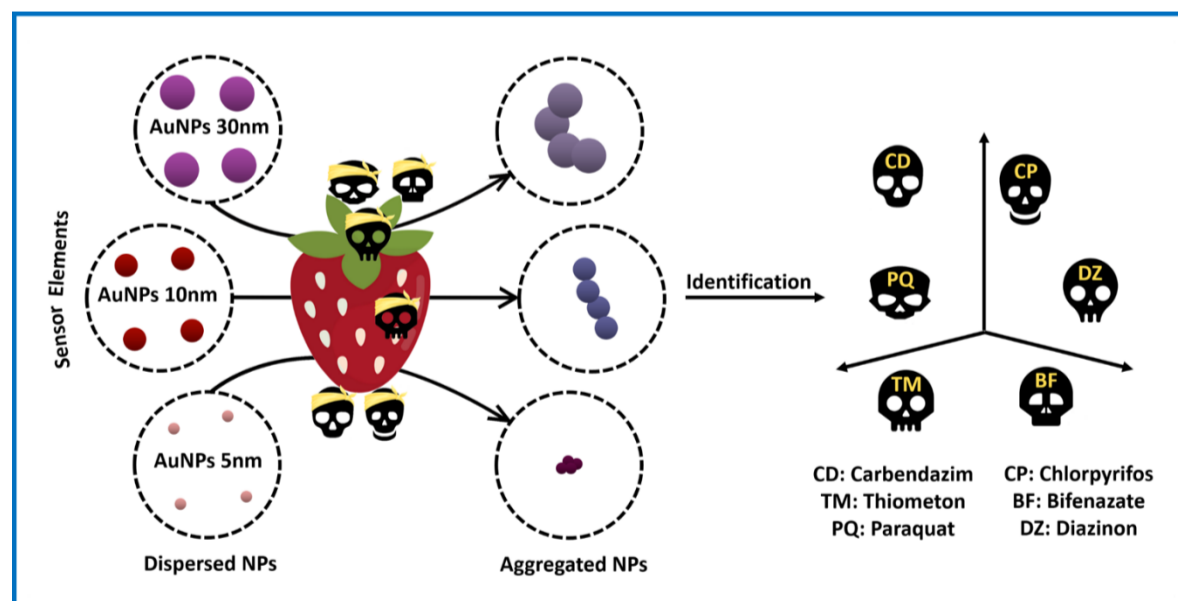 Sensor Elements
AuNPs 30nm
AuNPs 10nm
AuNPs 5nm
Dispersed NPs
Aggregated NPs
Identification
CD
CP
PQ
DZ
TM
BF
CD: Carbendazim
CP: Chlorpyrifos
TM: Thiometon
BF: Bifenazate
PQ: Paraquat
DZ: Diazinon